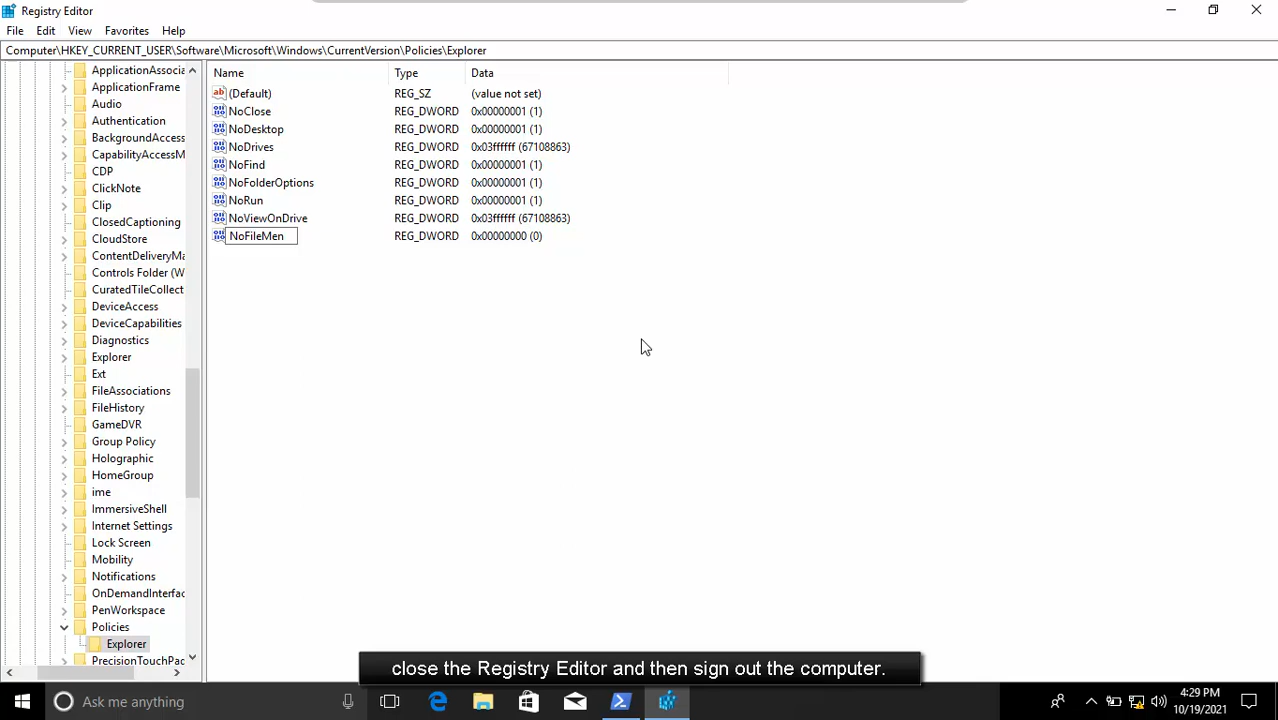 Registry Editor
File Edit View Favorites Help
Computer\HKEY_CURRENT_USER\Software\Microsoft\Windows\CurrentVersion\Policies\Explorer
ApplicationAssocia
ApplicationFrame
Audio
Authentication
BackgroundAccess
CapabilityAccessM
CDP
ClickNote
Clip
ClosedCaptioning
CloudStore
ContentDeliveryMa
Controls Folder (W
CuratedTileCollect
DeviceAccess
DeviceCapabilities
Diagnostics
Explorer
Ext
FileAssociations
FileHistory
GameDVR
Group Policy
Holographic
HomeGroup
ime
ImmersiveShell
Internet Settings
Lock Screen
Mobility
Notifications
OnDemandInterfac
PenWorkspace
Policies
Explorer
PrecisionTouchPac
Name Type Data
(Default) REG_SZ (value not set)
NoClose REG_DWORD 0x00000001 (1)
NoDesktop REG_DWORD 0x00000001 (1)
NoDrives REG_DWORD 0x03ffffff (67108863)
NoFind REG_DWORD 0x00000001 (1)
NoFolderOptions REG_DWORD 0x00000001 (1)
NoRun REG_DWORD 0x00000001 (1)
NoViewOnDrive REG_DWORD 0x03ffffff (67108863)
NoFileMen REG_DWORD 0x00000000 (0)
close the Registry Editor and then sign out the computer.
Ask me anything
4:29 PM
10/19/2021